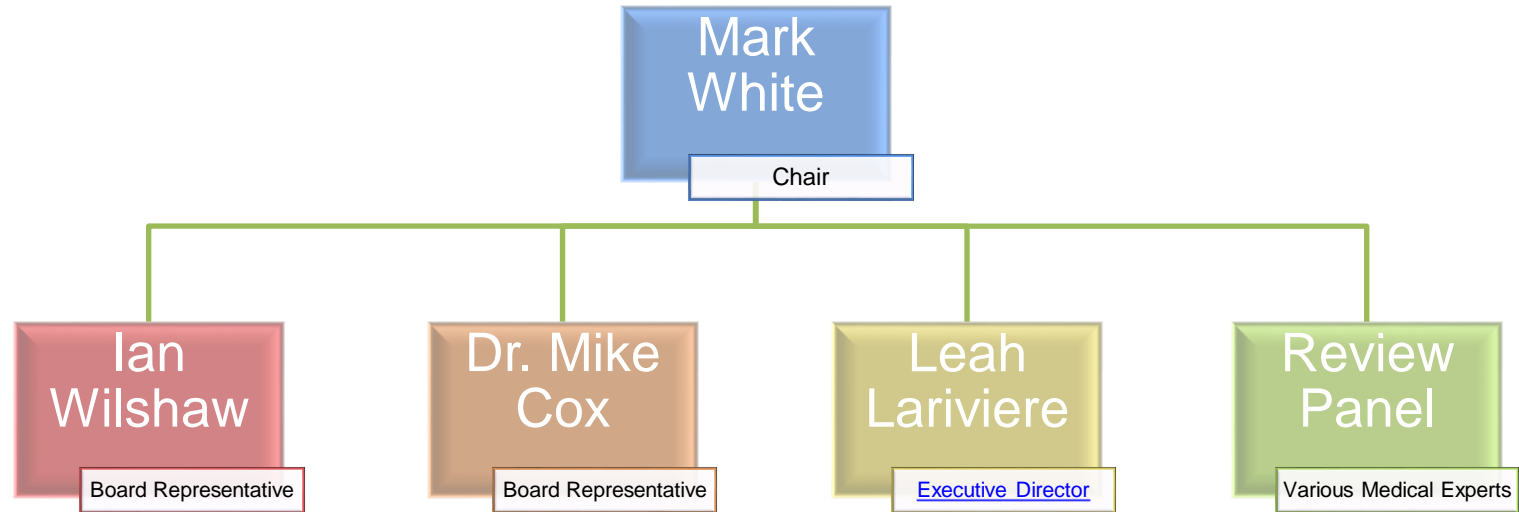 Mark
White
Chair
Ian
Wilshaw
Board Representative
Dr. Mike
Cox
Board Representative
Leah
Lariviere
Executive Director
Review
Panel
Various Medical Experts